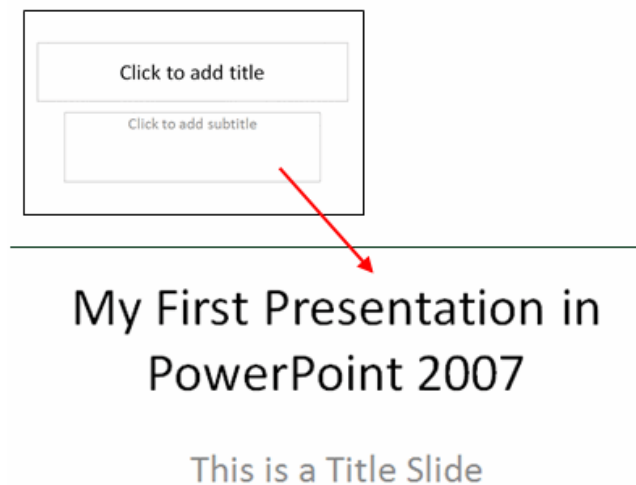 Click to add title
Click to add subtitle
My First Presentation in
PowerPoint 2007
This is a Title Slide